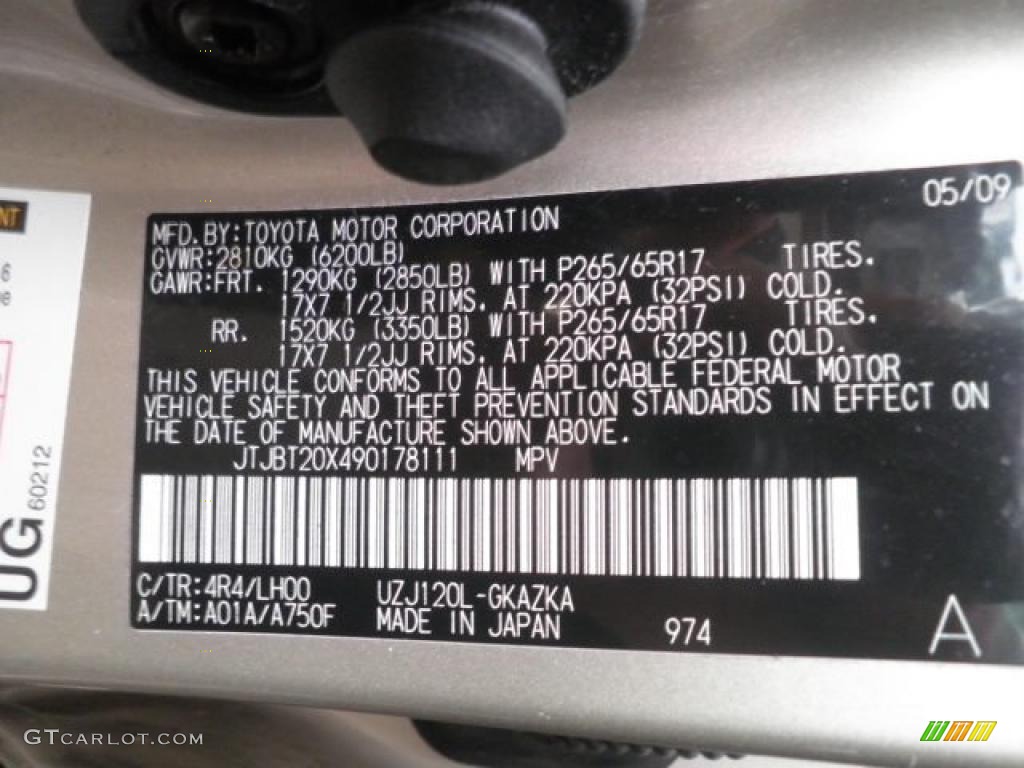 05/09
MFD.BY:TOYOTA MOTOR CORPORATION
GVWR:2810KG (6200LB)
GAWR:FRT. 1290KG (2850LB) WITH P265/65R17 TIRES.
17X7 1/2JJ RIMS. AT 220KPA (32PSI) COLD.
RR. 1520KG (3350LB) WITH P265/65R17 TIRES.
17X7 1/2JJ RIMS. AT 220KPA (32PSI) COLD.
THIS VEHICLE CONFORMS TO ALL APPLICABLE FEDERAL MOTOR
VEHICLE SAFETY AND THEFT PREVENTION STANDARDS IN EFFECT ON
THE DATE OF MANUFACTURE SHOWN ABOVE.
JTJBT20X490178111 MPV
C/TR:4R4/LH00 UZJ120L-GKAZKA
A/TM:A01A/A750F MADE IN JAPAN 974 A
NT
6
UG 60212
GTCARLOT.COM